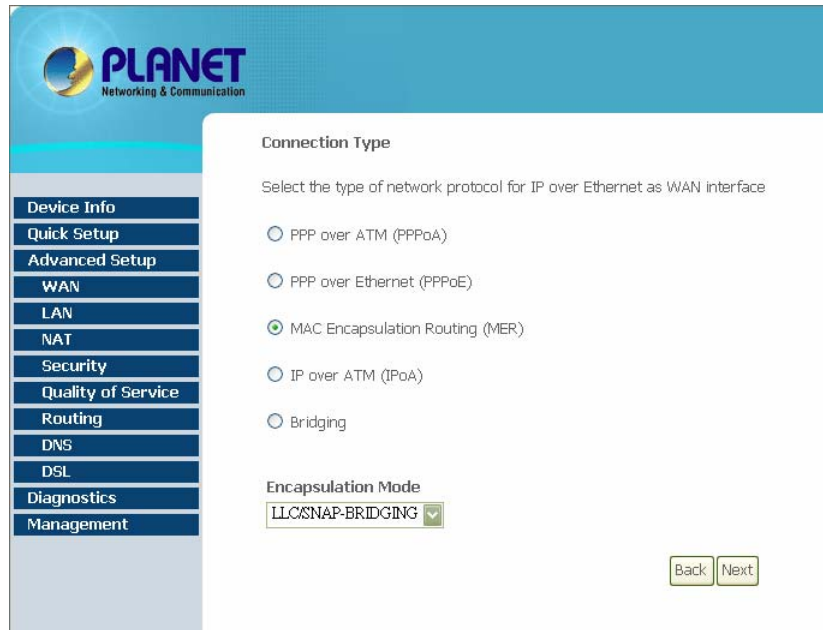 PLANET
Networking & Communication
Device Info
Quick Setup
Advanced Setup
WAN
LAN
NAT
Security
Quality of Service
Routing
DNS
DSL
Diagnostics
Management
Connection Type
Select the type of network protocol for IP over Ethernet as WAN interface
PPP over ATM (PPPoA)
PPP over Ethernet (PPPoE)
MAC Encapsulation Routing (MER)
IP over ATM (IPoA)
Bridging
Encapsulation Mode
LLC/SNAP-BRIDGING
Back Next